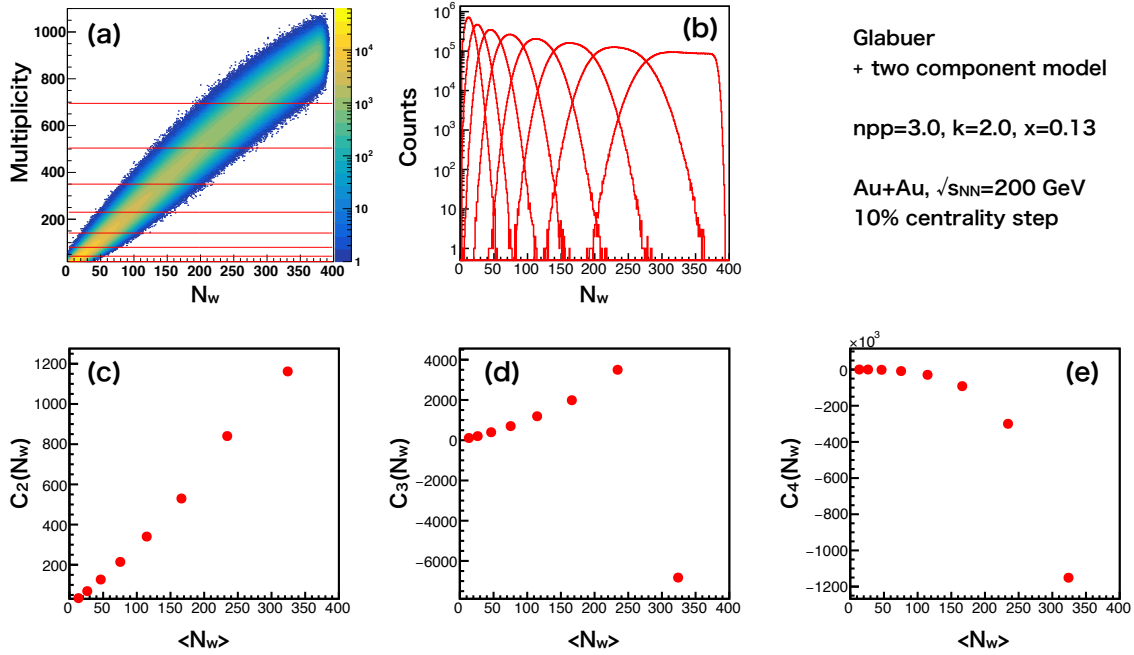 (a)
Multiplicity
1000
800
600
400
200
0 50 100 150 200 250 300 350 400
Nw
10⁴
10³
10²
10
1
(b)
Counts
10⁶
10⁵
10⁴
10³
10²
10
1
0 50 100 150 200 250 300 350 400
Nw
Glabuer
+ two component model
npp=3.0, k=2.0, x=0.13
Au+Au, √sNN=200 GeV
10% centrality step
(c)
C2(Nw)
1200
1000
800
600
400
200
0 50 100 150 200 250 300 350 400
<Nw>
(d)
C3(Nw)
4000
2000
0
−2000
−4000
−6000
0 50 100 150 200 250 300 350 400
<Nw>
×10³
(e)
C4(Nw)
0
−200
−400
−600
−800
−1000
−1200
0 50 100 150 200 250 300 350 400
<Nw>